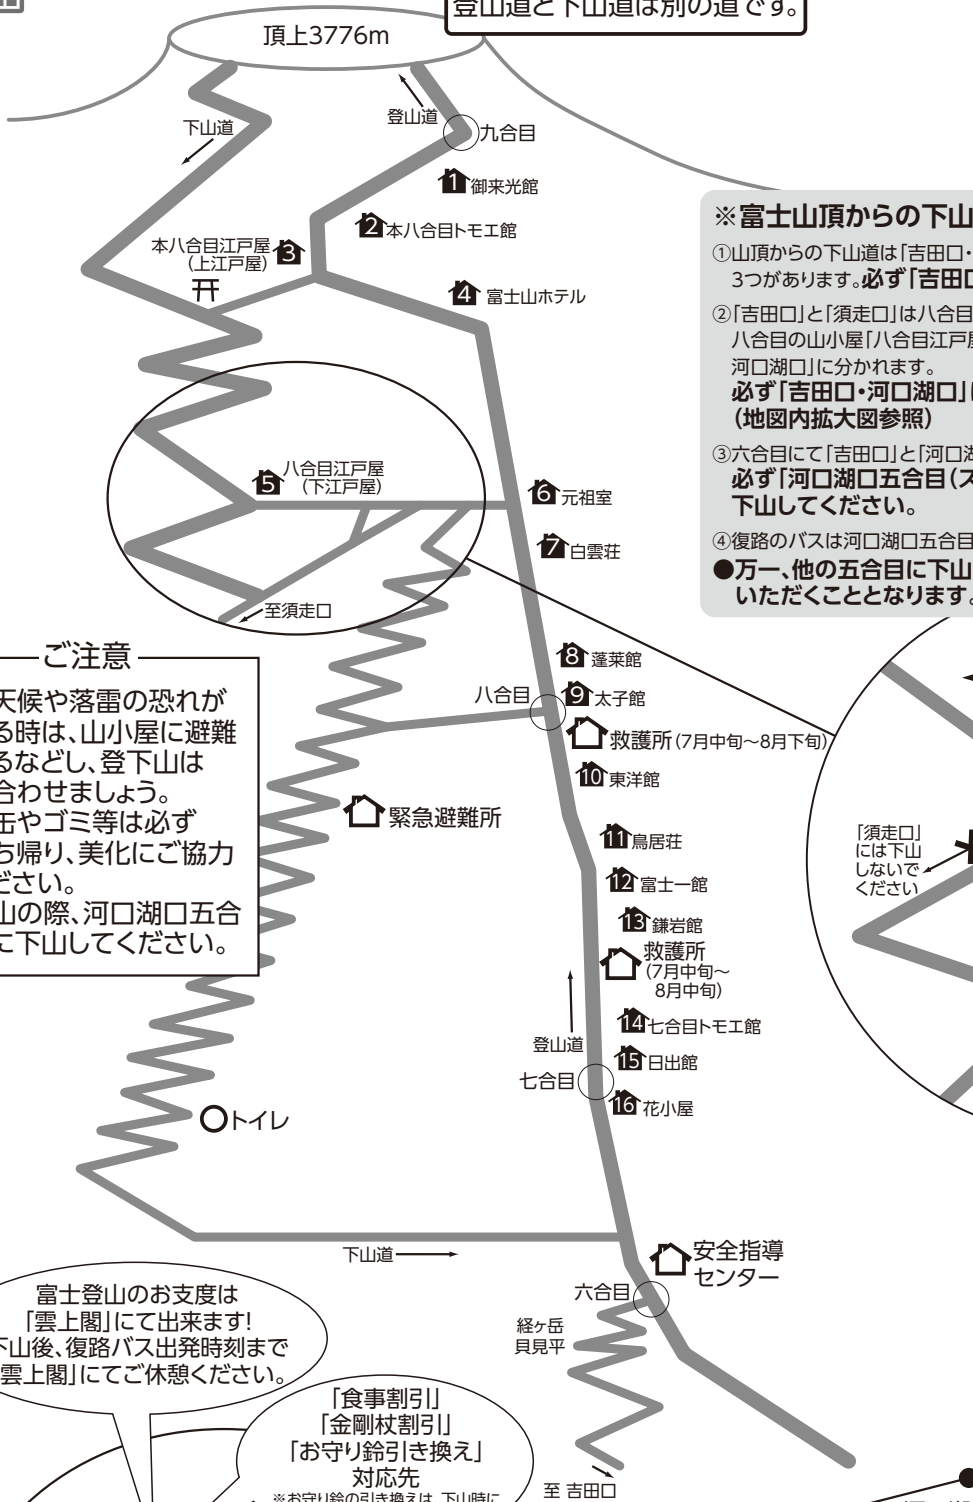 登山道と下山道は別の道です。
頂上3776m
登山道
下山道
九合目
1 御来光館
2 本八合目トモエ館
本八合目江戸屋 3
(上江戸屋)
4 富士山ホテル
※富士山頂からの下山
①山頂からの下山道は「吉田口・
3つがあります。必ず「吉田口
②「吉田口」と「須走口」は八合目
八合目の山小屋「八合目江戸屋
河口湖口」に分かれます。
必ず「吉田口・河口湖口」
(地図内拡大図参照)
③六合目にて「吉田口」と「河口湖
必ず「河口湖口五合目(ス
下山してください。
④復路のバスは河口湖口五合目
●万一、他の五合目に下山
いただくこととなります。
5 八合目江戸屋
(下江戸屋)
6 元祖室
7 白雲荘
至須走口
ご注意
天候や落雷の恐れが
る時は、山小屋に避難
るなどし、登下山は
合わせましょう。
缶やゴミ等は必ず
ち帰り、美化にご協力
ださい。
山の際、河口湖口五合
に下山してください。
8 蓬莱館
八合目
9 太子館
救護所(7月中旬～8月下旬)
10 東洋館
緊急避難所
11 鳥居荘
12 富士一館
13 鎌岩館
救護所
(7月中旬～
8月中旬)
「須走口」
には下山
しないで
ください
14 七合目トモエ館
登山道
15 日出館
七合目
16 花小屋
トイレ
下山道
安全指導
センター
六合目
経ヶ岳
貝見平
至 吉田口
富士登山のお支度は
「雲上閣」にて出来ます!
下山後、復路バス出発時刻まで
雲上閣」にてご休憩ください。
「食事割引」
「金剛杖割引」
「お守り鈴引き換え」
対応先
※お守り鈴の引き換えは、下山時に